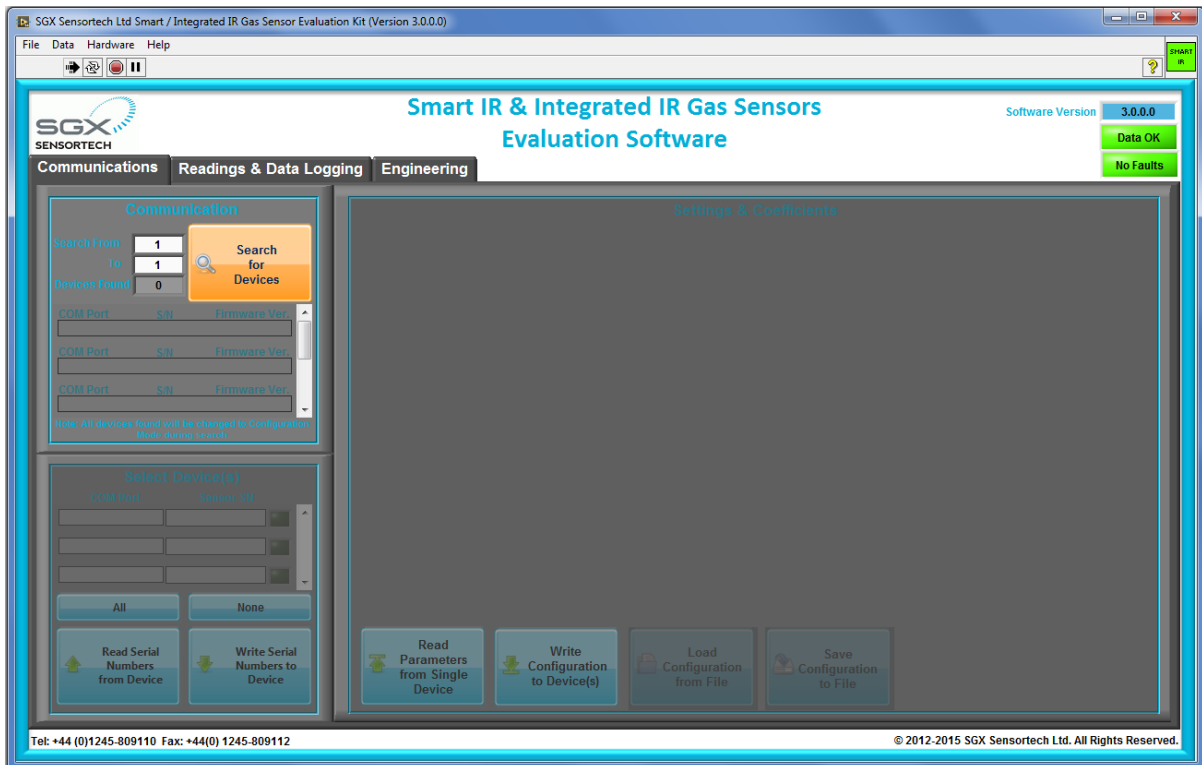 SGX Sensortech Ltd Smart / Integrated IR Gas Sensor Evaluation Kit (Version 3.0.0.0)
File Data Hardware Help
SMART
IR
SGX
SENSORTECH
Smart IR & Integrated IR Gas Sensors
Evaluation Software
Software Version 3.0.0.0
Data OK
No Faults
Communications Readings & Data Logging Engineering
Communication
Search From 1
To 1
Devices Found 0
Search
for
Devices
COM Port S/N Firmware Ver.
COM Port S/N Firmware Ver.
COM Port S/N Firmware Ver.
Note: All devices found will be changed to Configuration
Mode during search
Select Device(s)
COM Port Sensor S/N
All None
Read Serial
Numbers
from Device
Write Serial
Numbers to
Device
Settings & Coefficients
Read
Parameters
from Single
Device
Write
Configuration
to Device(s)
Load
Configuration
from File
Save
Configuration
to File
Tel: +44 (0)1245-809110 Fax: +44(0) 1245-809112
© 2012-2015 SGX Sensortech Ltd. All Rights Reserved.